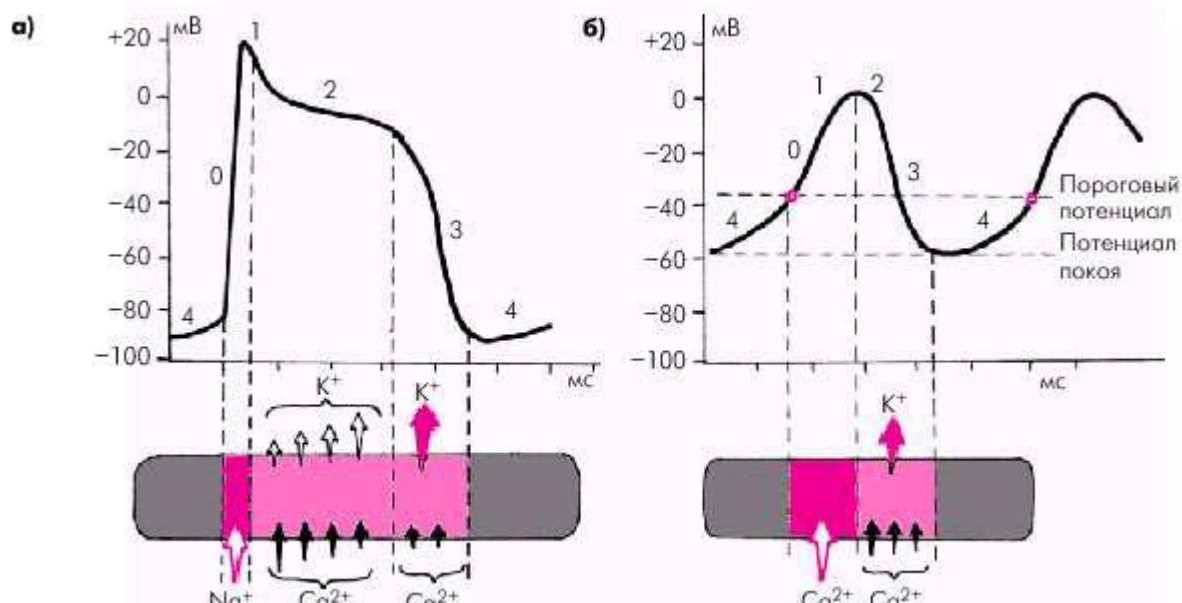 а)
мВ
+20
0
−20
−40
−60
−80
−100
1
2
0
3
4
4
мс
K⁺
K⁺
Na⁺
Ca²⁺
Ca²⁺
б)
мВ
+20
0
−20
−40
−60
−80
−100
1
2
0
3
4
4
Пороговый
потенциал
Потенциал
покоя
мс
K⁺
Ca²⁺
Ca²⁺